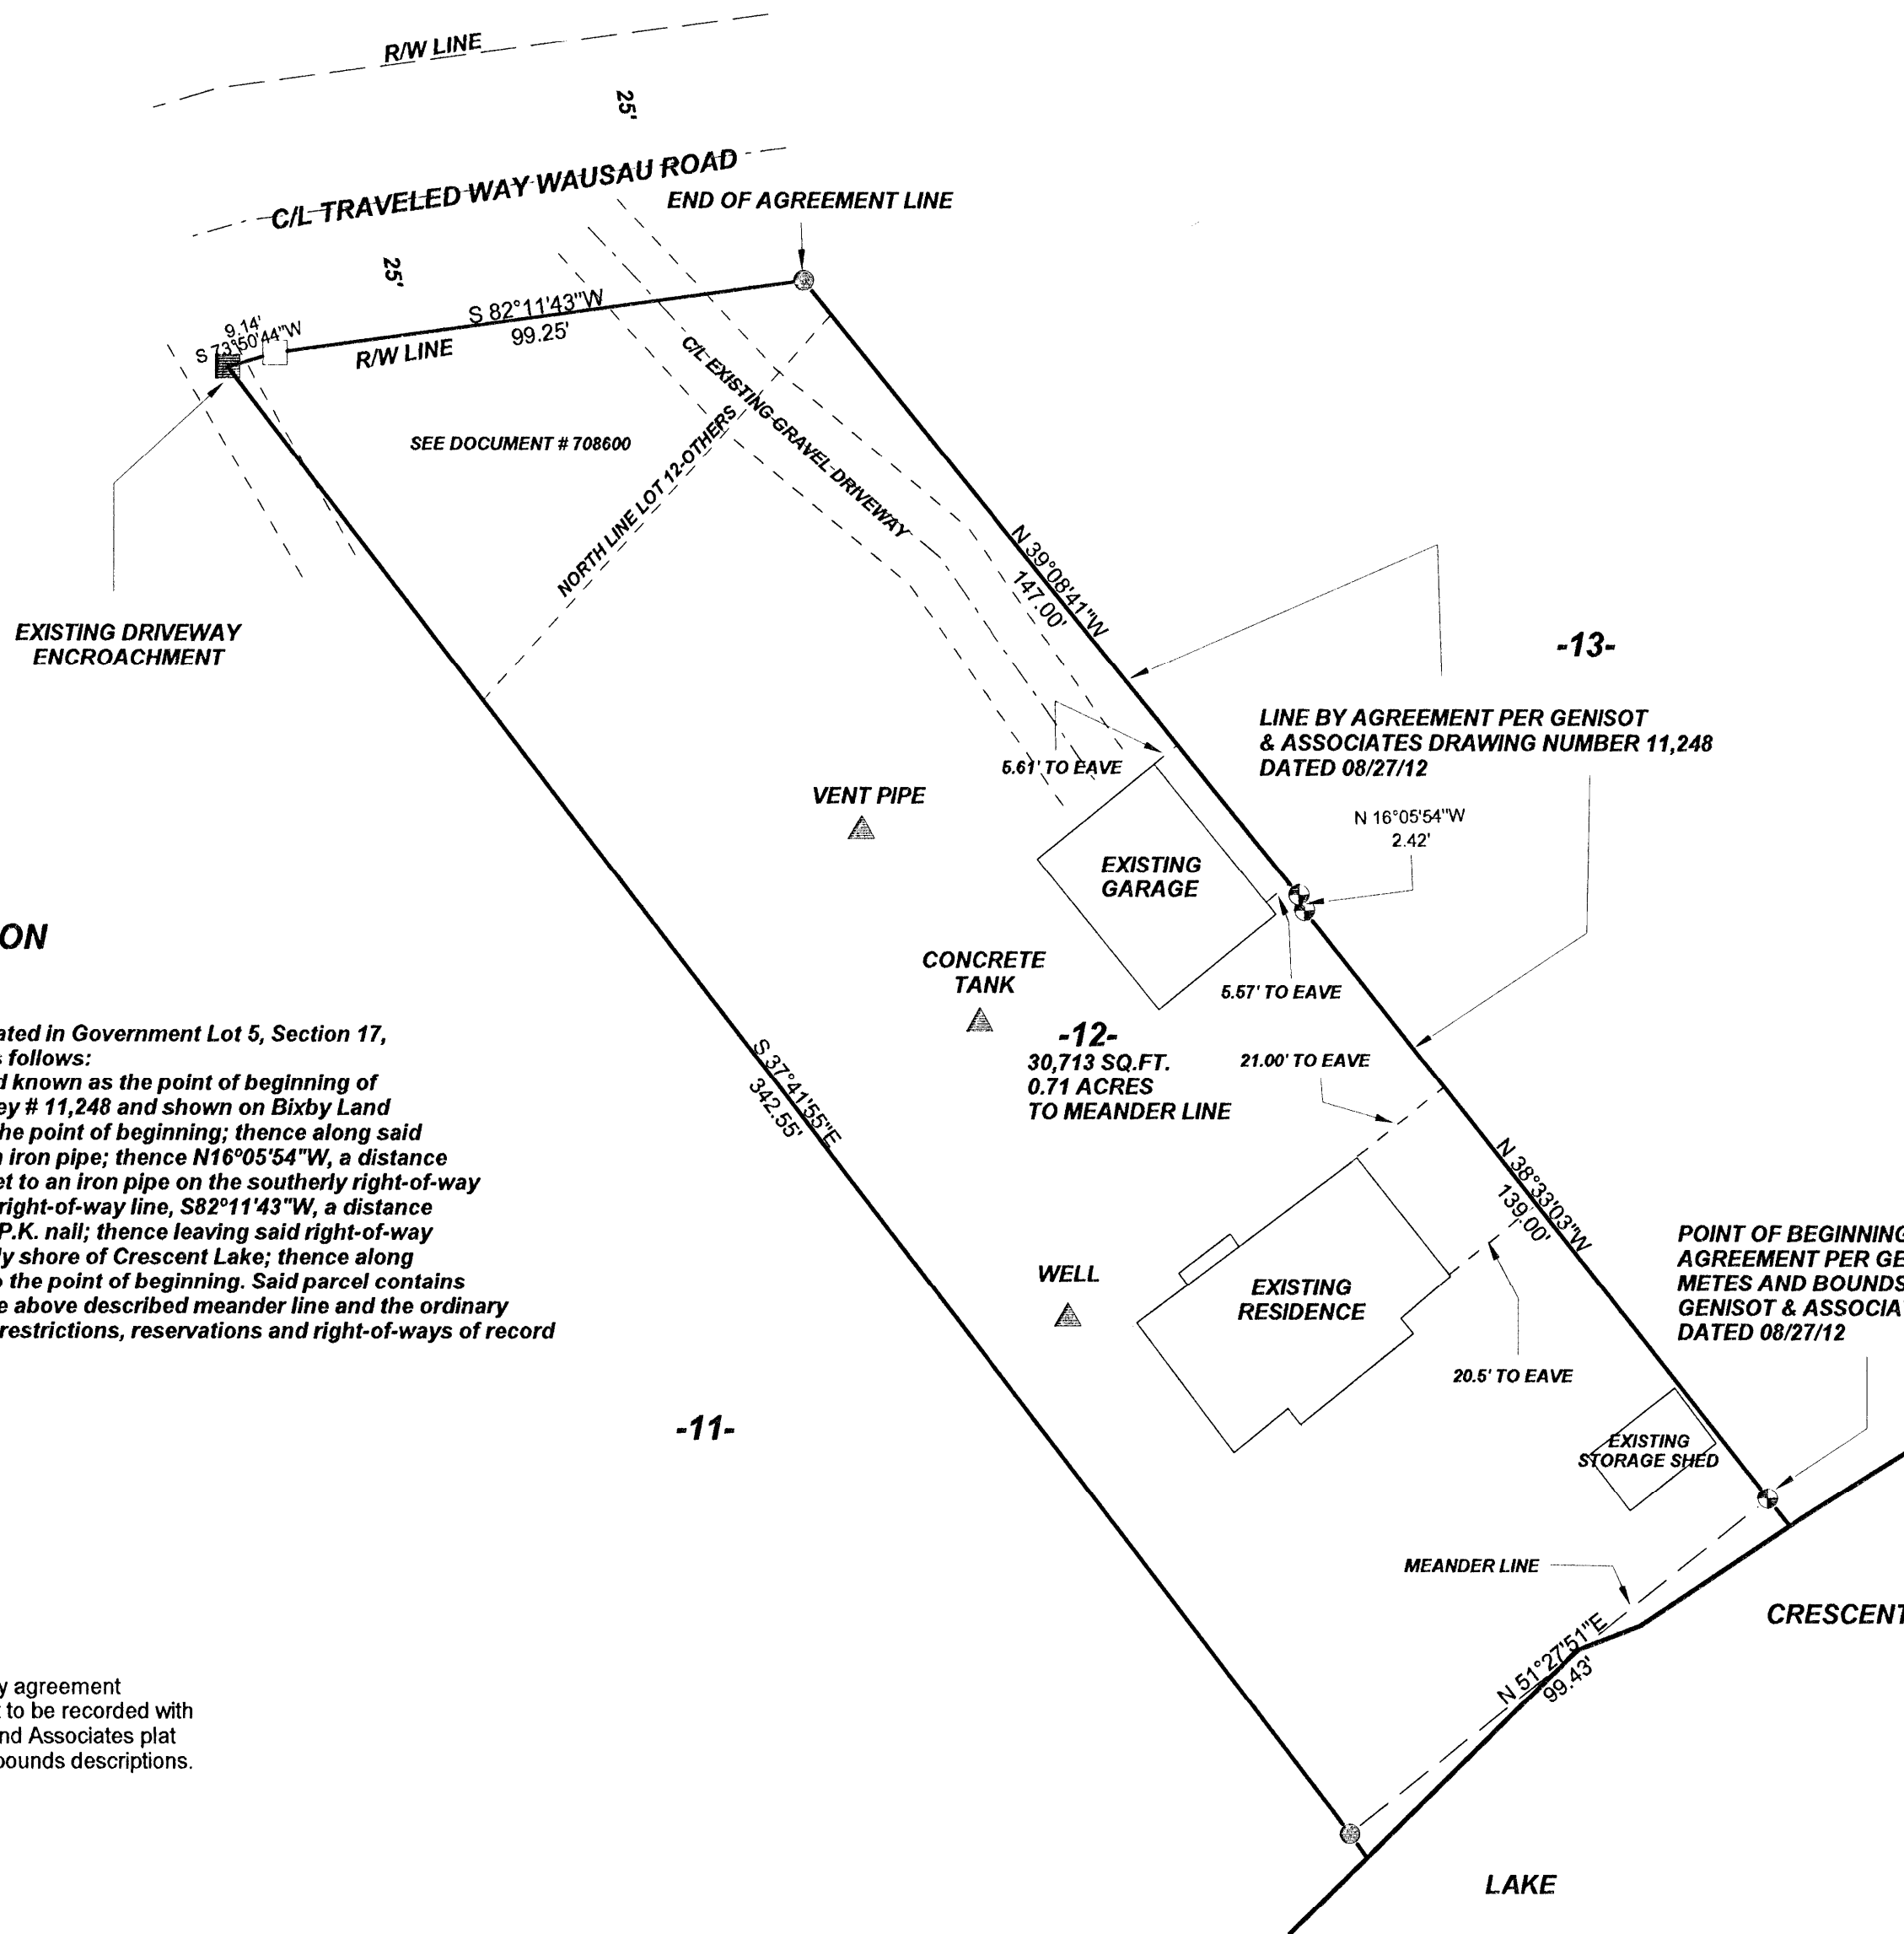 R/W LINE
25'
C/L TRAVELED WAY WAUSAU ROAD
END OF AGREEMENT LINE
25'
S 82°11'43"W
99.25'
9.14'
S 73°50'44"W
R/W LINE
C/L EXISTING GRAVEL DRIVEWAY
SEE DOCUMENT # 708600
NORTH LINE LOT 12-OTHERS
N 39°08'41"W
147.00'
EXISTING DRIVEWAY
ENCROACHMENT
-13-
LINE BY AGREEMENT PER GENISOT
& ASSOCIATES DRAWING NUMBER 11,248
DATED 08/27/12
5.61' TO EAVE
VENT PIPE
N 16°05'54"W
2.42'
EXISTING
GARAGE
ON
CONCRETE
TANK
5.57' TO EAVE
-12-
30,713 SQ.FT.
0.71 ACRES
TO MEANDER LINE
21.00' TO EAVE
ated in Government Lot 5, Section 17,
s follows:
d known as the point of beginning of
ey # 11,248 and shown on Bixby Land
he point of beginning; thence along said
n iron pipe; thence N16°05'54"W, a distance
et to an iron pipe on the southerly right-of-way
right-of-way line, S82°11'43"W, a distance
P.K. nail; thence leaving said right-of-way
ly shore of Crescent Lake; thence along
o the point of beginning. Said parcel contains
e above described meander line and the ordinary
restrictions, reservations and right-of-ways of record
S 37°41'55"E
342.55'
N 38°33'03"W
139.00'
WELL
EXISTING
RESIDENCE
POINT OF BEGINNING
AGREEMENT PER GE
METES AND BOUNDS
GENISOT & ASSOCIA
DATED 08/27/12
20.5' TO EAVE
-11-
EXISTING
STORAGE SHED
MEANDER LINE
CRESCENT
N 51°27'51"E
99.43'
y agreement
t to be recorded with
nd Associates plat
bounds descriptions.
LAKE